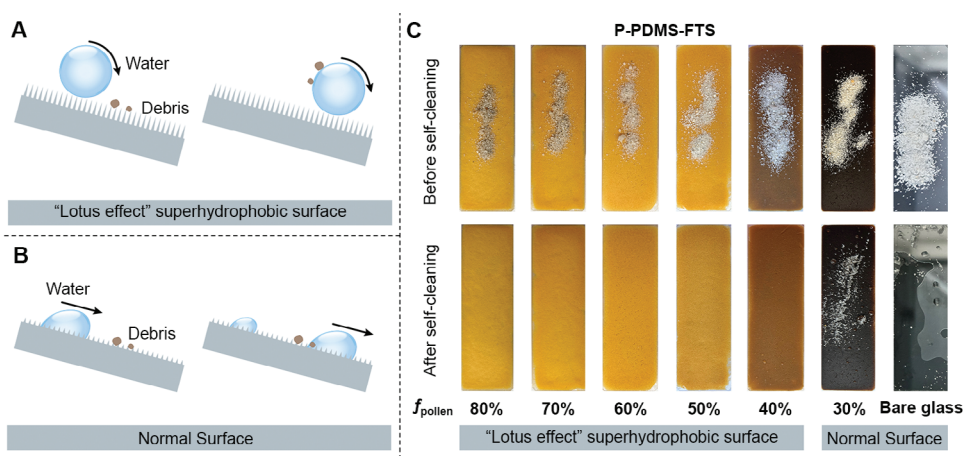 A
Water
Debris
“Lotus effect” superhydrophobic surface
B
Water
Debris
Normal Surface
C
P-PDMS-FTS
Before self-cleaning
After self-cleaning
fpollen 80% 70% 60% 50% 40% 30% Bare glass
“Lotus effect” superhydrophobic surface Normal Surface